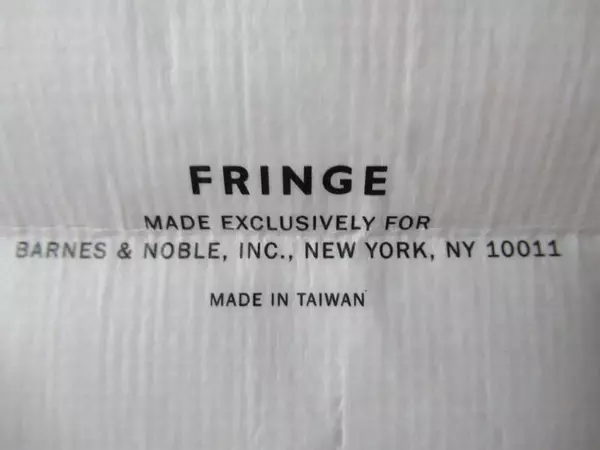 FRINGE
MADE EXCLUSIVELY FOR
BARNES & NOBLE, INC., NEW YORK, NY 10011
MADE IN TAIWAN